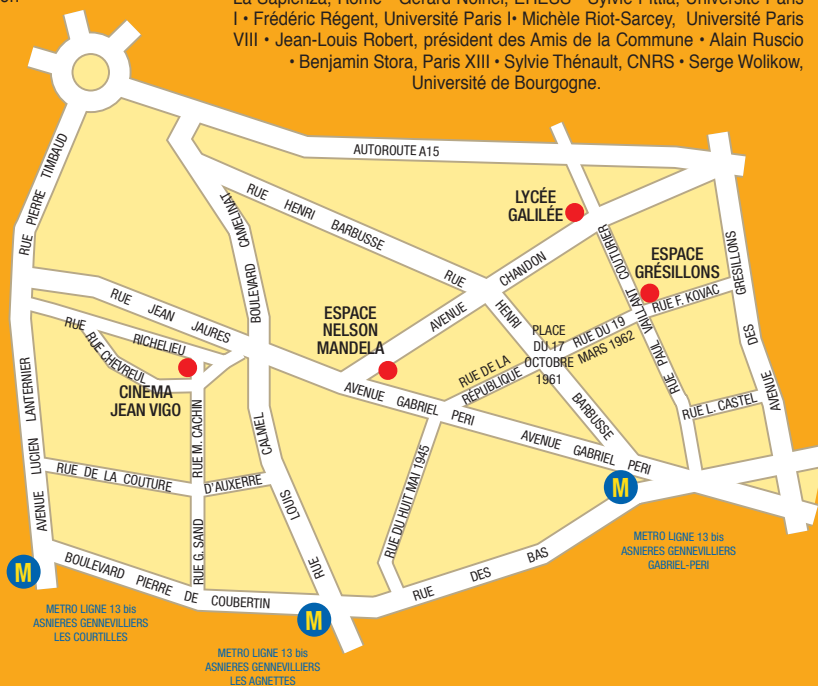 on
La Sapienza, Rome • Gérard Noiriel, EHESS • Sylvie Pittia, Université Paris
I • Frédéric Régent, Université Paris I• Michèle Riot-Sarcey, Université Paris
VIII • Jean-Louis Robert, président des Amis de la Commune • Alain Ruscio
• Benjamin Stora, Paris XIII • Sylvie Thénault, CNRS • Serge Wolikow,
Université de Bourgogne.
AUTOROUTE A15
RUE PIERRE TIMBAUD
BOULEVARD CAMELINAT
RUE HENRI BARBUSSE
LYCÉE
GALILÉE
RUE PAUL VAILLANT COUTURIER
ESPACE
GRÉSILLONS
AVENUE DES GRESILLONS
AVENUE CHANDON
RUE HENRI BARBUSSE
RUE F. KOVAC
RUE JEAN JAURES
ESPACE
NELSON
MANDELA
PLACE
DU 17
OCTOBRE
1961
RUE DU 19
MARS 1962
RUE RICHELIEU
RUE CHEVREUL
RUE DE LA
RÉPUBLIQUE
CINEMA
JEAN VIGO
AVENUE GABRIEL PERI
AVENUE GABRIEL PERI
RUE L. CASTEL
AVENUE LUCIEN LANTERNIER
RUE M. CACHIN
RUE LOUIS CALMEL
RUE DU HUIT MAI 1945
RUE DE LA COUTURE D'AUXERRE
RUE G. SAND
M
METRO LIGNE 13 bis
ASNIERES GENNEVILLIERS
GABRIEL-PERI
RUE DES BAS
BOULEVARD PIERRE DE COUBERTIN
M
METRO LIGNE 13 bis
ASNIERES GENNEVILLIERS
LES COURTILLES
M
METRO LIGNE 13 bis
ASNIERES GENNEVILLIERS
LES AGNETTES